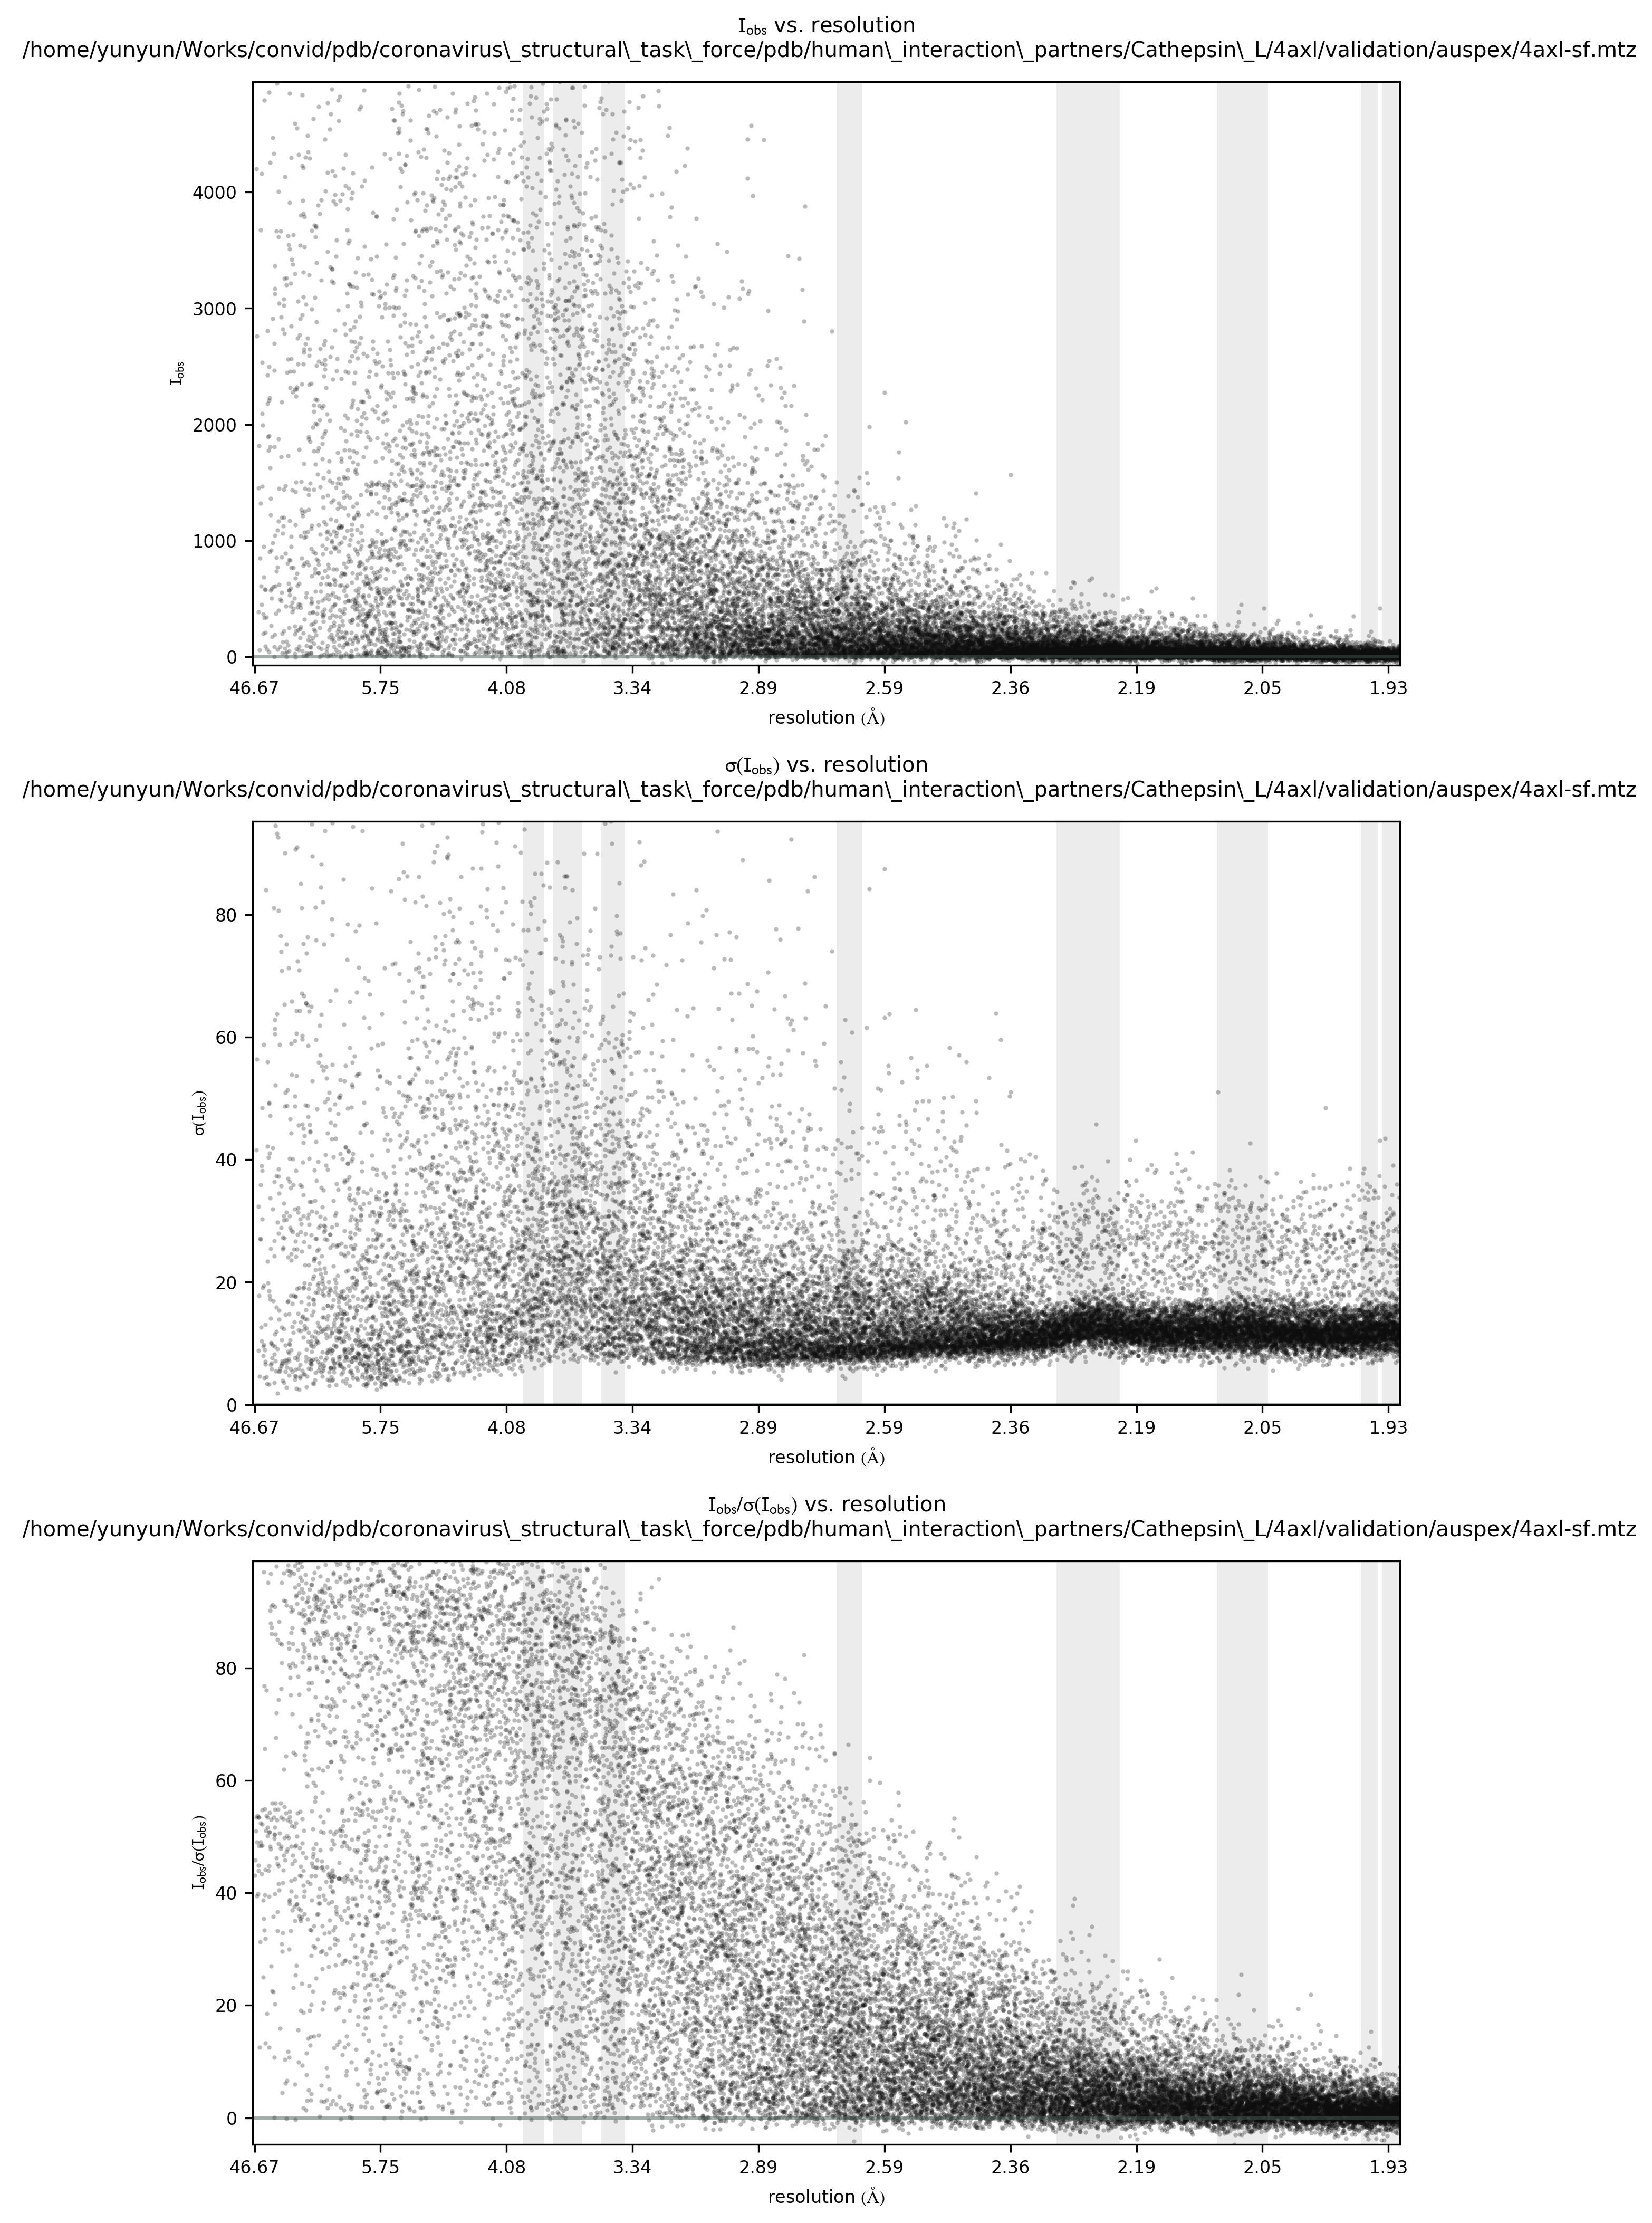 Iobs vs. resolution
/home/yunyun/Works/convid/pdb/coronavirus\_structural\_task\_force/pdb/human\_interaction\_partners/Cathepsin\_L/4axl/validation/auspex/4axl-sf.mtz
4000
3000
2000
1000
0
Iobs
46.67 5.75 4.08 3.34 2.89 2.59 2.36 2.19 2.05 1.93
resolution (Å)
σ(Iobs) vs. resolution
/home/yunyun/Works/convid/pdb/coronavirus\_structural\_task\_force/pdb/human\_interaction\_partners/Cathepsin\_L/4axl/validation/auspex/4axl-sf.mtz
80
60
40
20
0
σ(Iobs)
46.67 5.75 4.08 3.34 2.89 2.59 2.36 2.19 2.05 1.93
resolution (Å)
Iobs/σ(Iobs) vs. resolution
/home/yunyun/Works/convid/pdb/coronavirus\_structural\_task\_force/pdb/human\_interaction\_partners/Cathepsin\_L/4axl/validation/auspex/4axl-sf.mtz
80
60
40
20
0
Iobs/σ(Iobs)
46.67 5.75 4.08 3.34 2.89 2.59 2.36 2.19 2.05 1.93
resolution (Å)